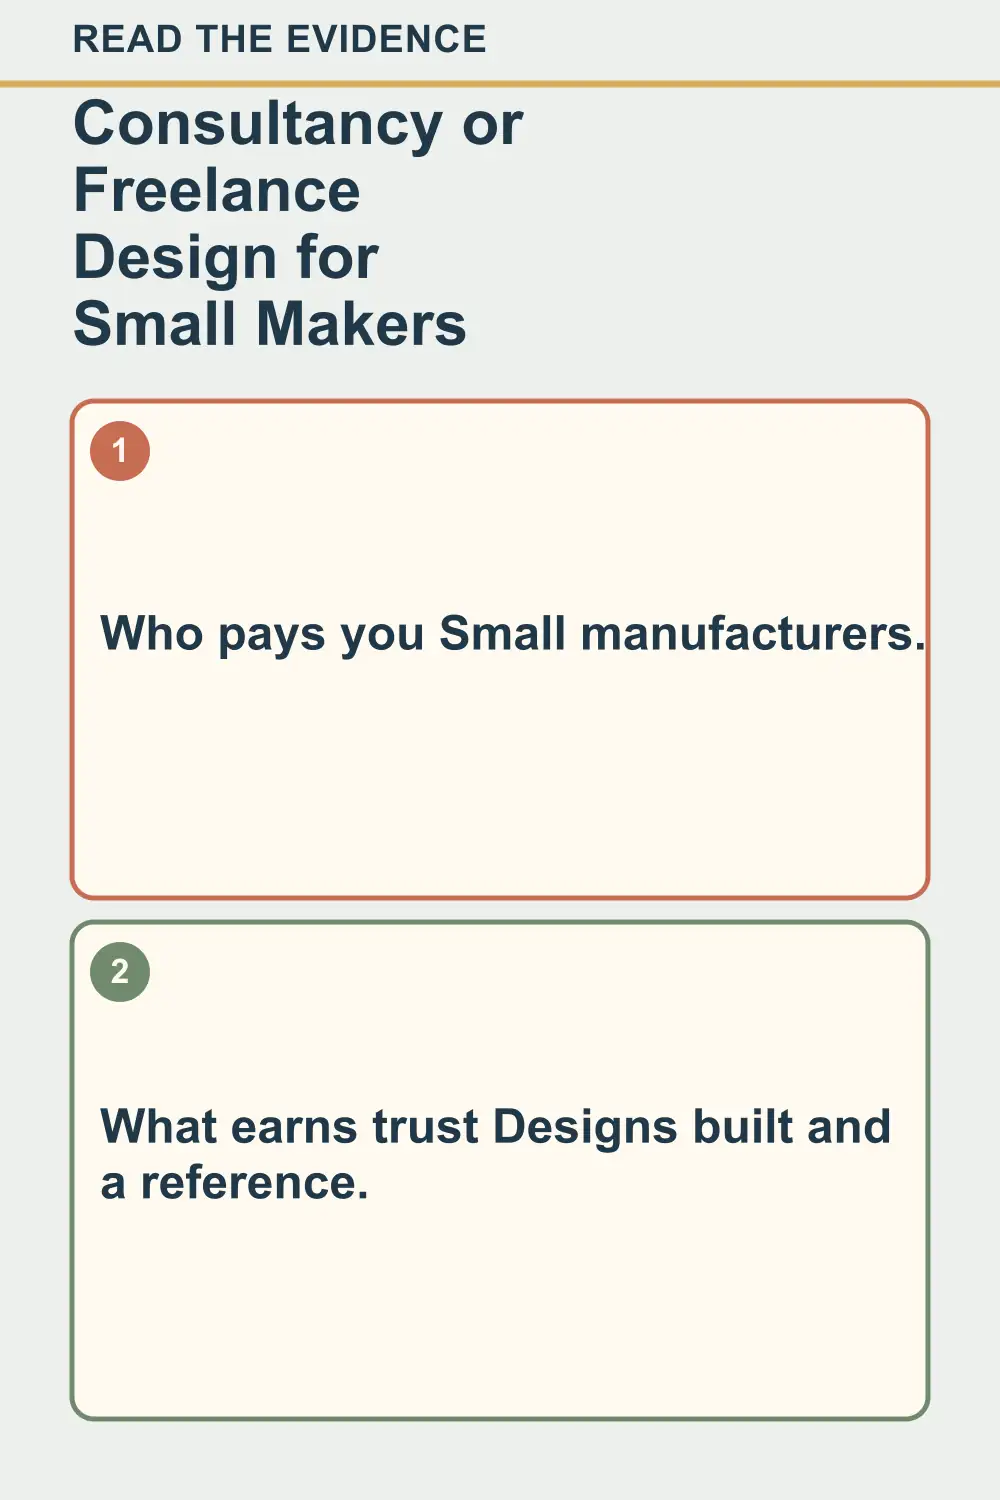 READ THE EVIDENCE
Consultancy or
Freelance
Design for
Small Makers
1
Who pays you Small manufacturers.
2
What earns trust Designs built and
a reference.